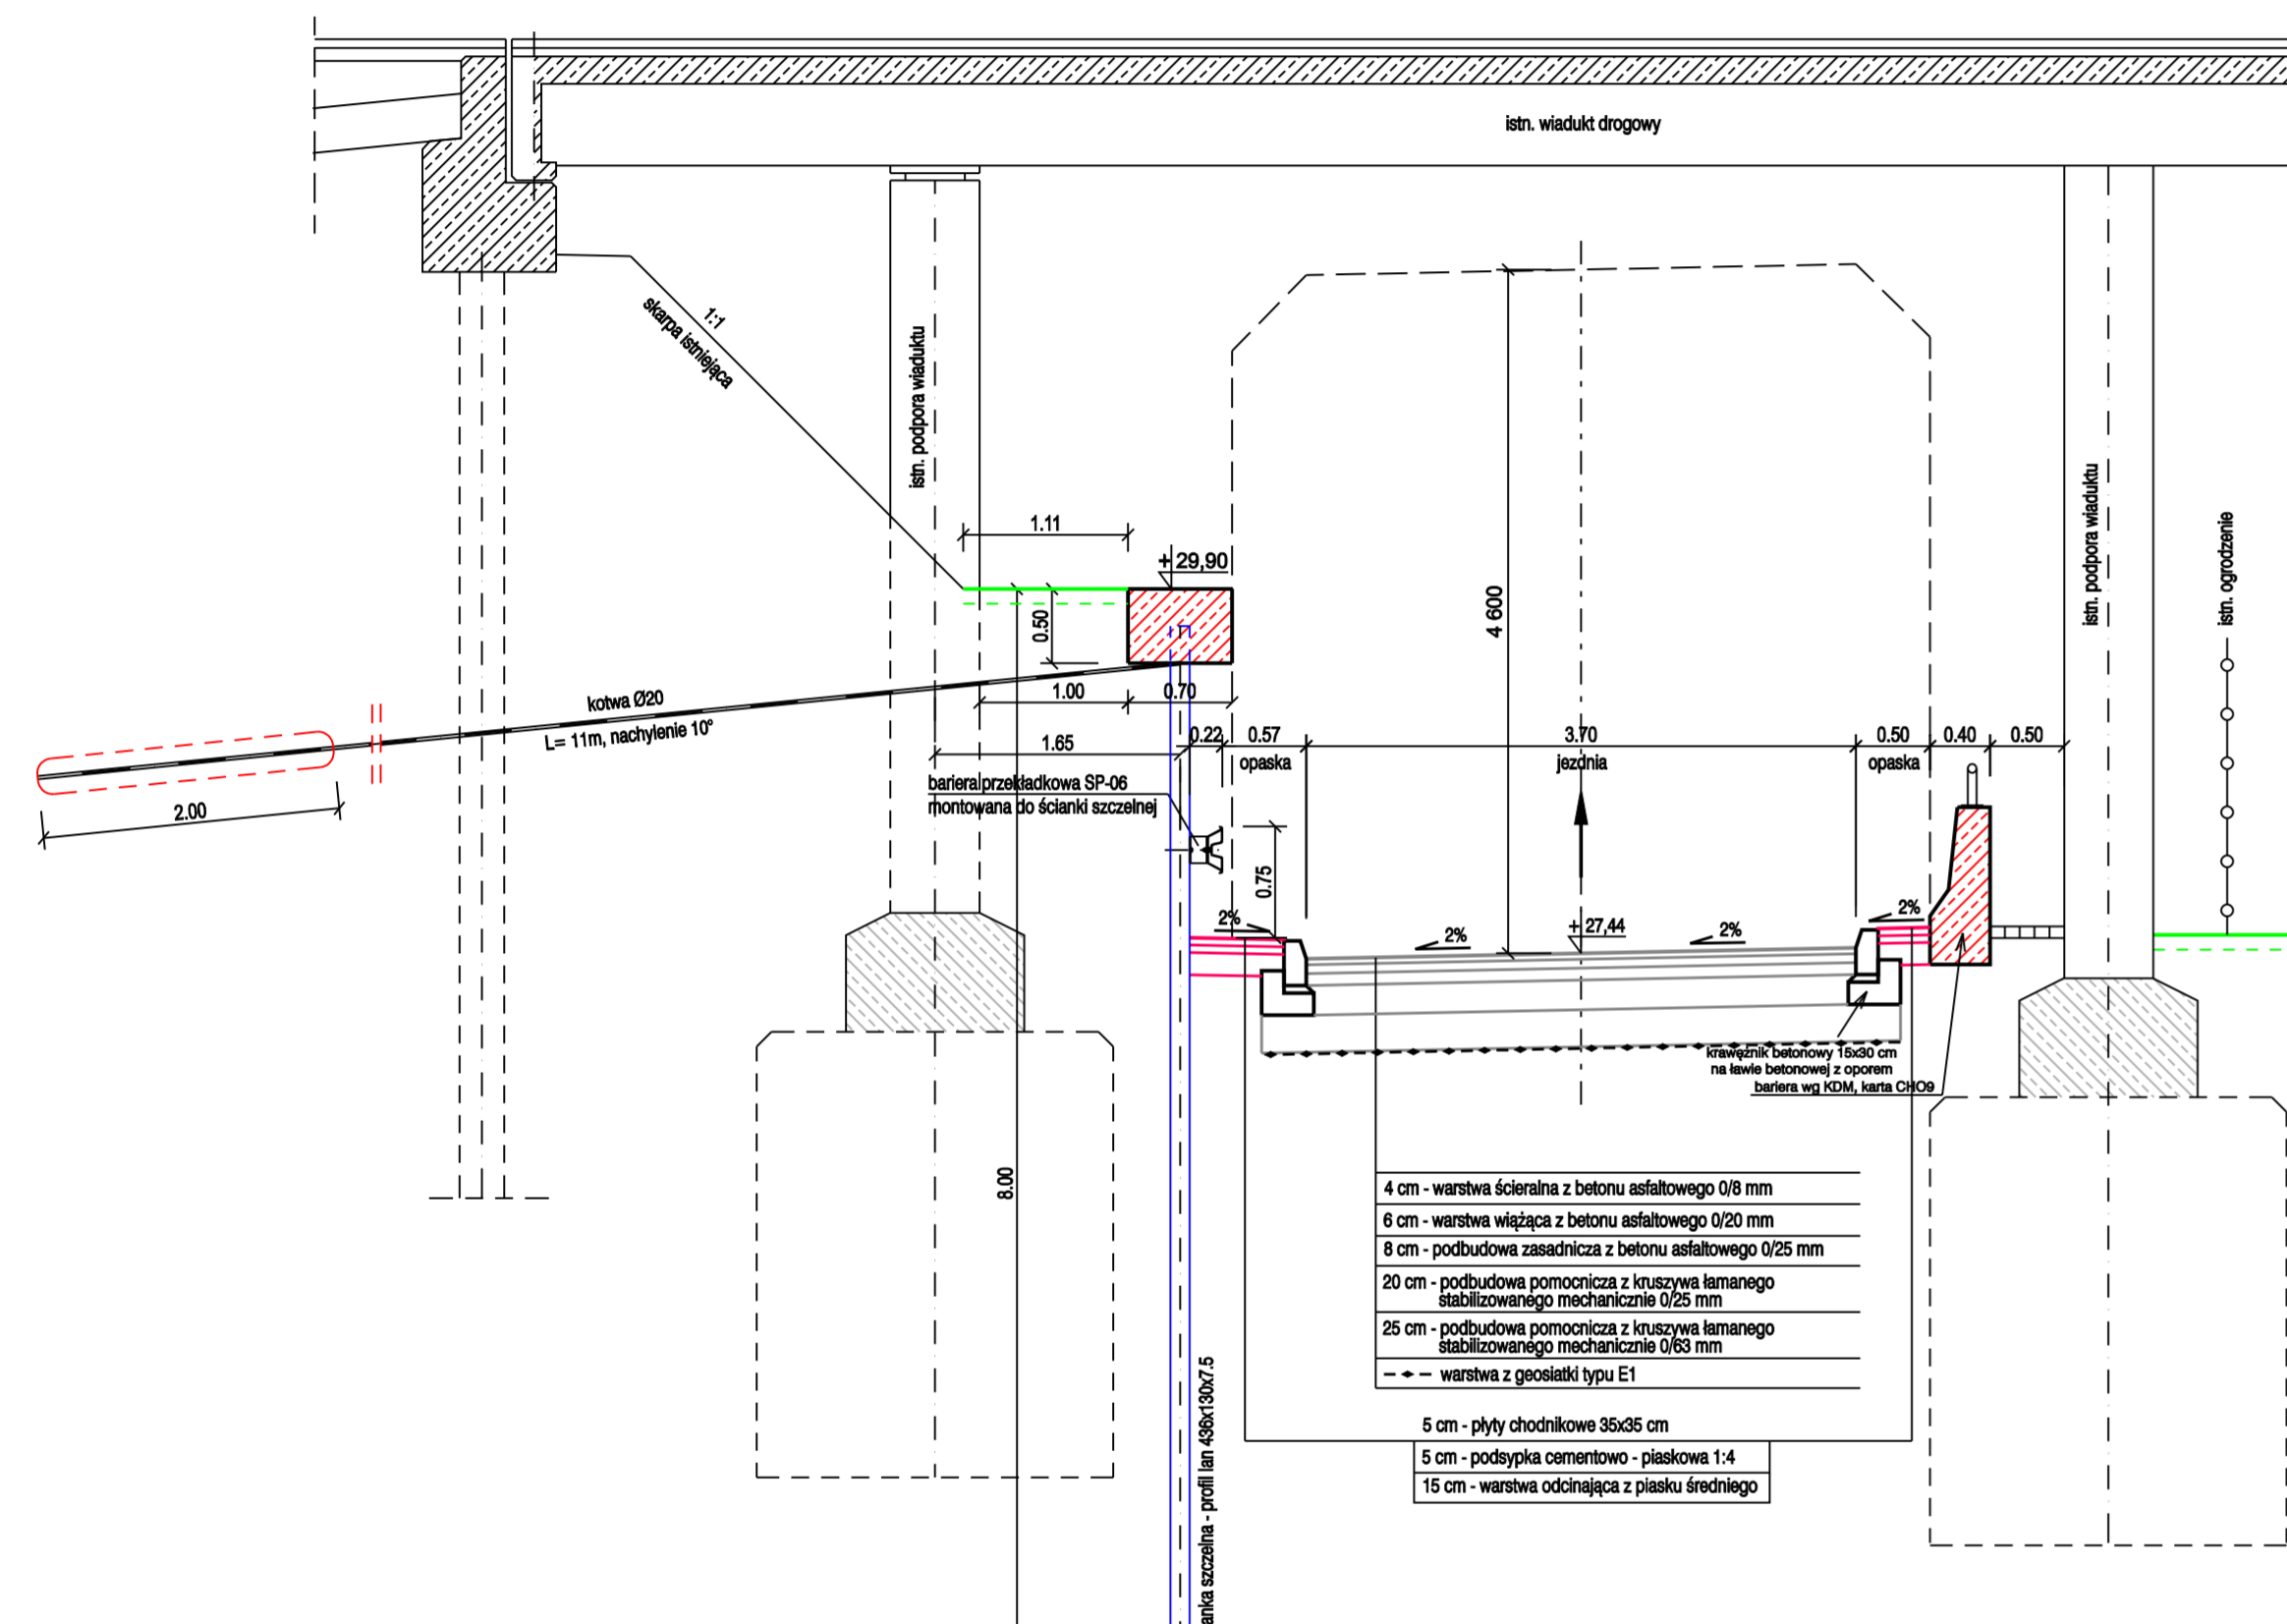 istn. wiadukt drogowy
1:1
skarpa istniejąca
istn. podpora wiaduktu
1.11
+ 29,90
0.50
4 600
istn. podpora wiaduktu
istn. ogrodzenie
kotwa Ø20
L= 11m, nachylenie 10°
1.00
0.70
2.00
1.65
0.22
0.57
3.70
0.50
0.40
0.50
opaska
jezdnia
opaska
bariera przekładkowa SP-06
montowana do ścianki szczelnej
0.75
2%
2%
+ 27,44
2%
2%
krawężnik betonowy 15x30 cm
na ławie betonowej z oporem
bariera wg KDM, karta CHO9
8.00
4 cm - warstwa ścieralna z betonu asfaltowego 0/8 mm
6 cm - warstwa wiążąca z betonu asfaltowego 0/20 mm
8 cm - podbudowa zasadnicza z betonu asfaltowego 0/25 mm
20 cm - podbudowa pomocnicza z kruszywa łamanego
stabilizowanego mechanicznie 0/25 mm
25 cm - podbudowa pomocnicza z kruszywa łamanego
stabilizowanego mechanicznie 0/63 mm
warstwa z geosiatki typu E1
5 cm - płyty chodnikowe 35x35 cm
5 cm - podsypka cementowo - piaskowa 1:4
15 cm - warstwa odcinająca z piasku średniego
anka szczelna - profil Ian 436x130x7.5